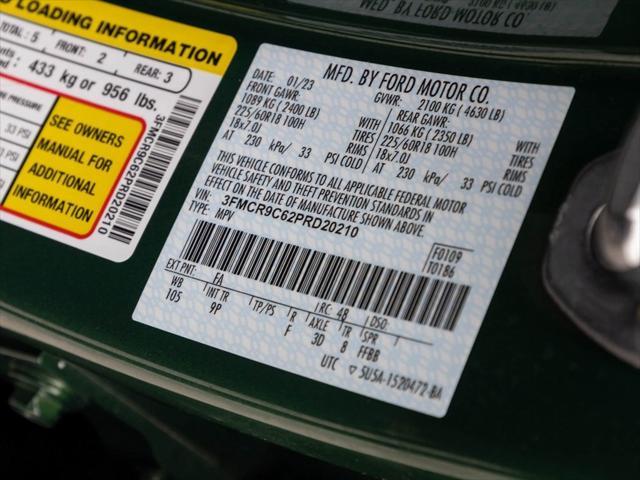 LOADING INFORMATION
TOTAL: 5 FRONT: 2 REAR: 3
433 kg or 956 lbs.
PRESSURE
33 PSI
PSI
SEE OWNERS
MANUAL FOR
ADDITIONAL
INFORMATION
3FMCR9C62PRD20210
MFD. BY FORD MOTOR CO.
DATE: 01/23 GVWR: 2100 KG ( 4630 LB)
FRONT GAWR: REAR GAWR:
1089 KG ( 2400 LB) WITH 1066 KG ( 2350 LB) WITH
225/60R18 100H TIRES 225/60R18 100H TIRES
18x7.0J RIMS 18x7.0J RIMS
AT 230 kPa/ 33 PSI COLD AT 230 kPa/ 33 PSI COLD
THIS VEHICLE CONFORMS TO ALL APPLICABLE FEDERAL MOTOR
VEHICLE SAFETY AND THEFT PREVENTION STANDARDS IN
EFFECT ON THE DATE OF MANUFACTURE SHOWN ABOVE.
VIN: 3FMCR9C62PRD20210
TYPE: MPV
F0109
T0186
EXT PNT: FA RC: 48 DSO:
WB INT TR TP/PS R AXLE TR SPR
105 9P F 3D 8 FFBB
UTC ▽ 5U5A-1520472-BA